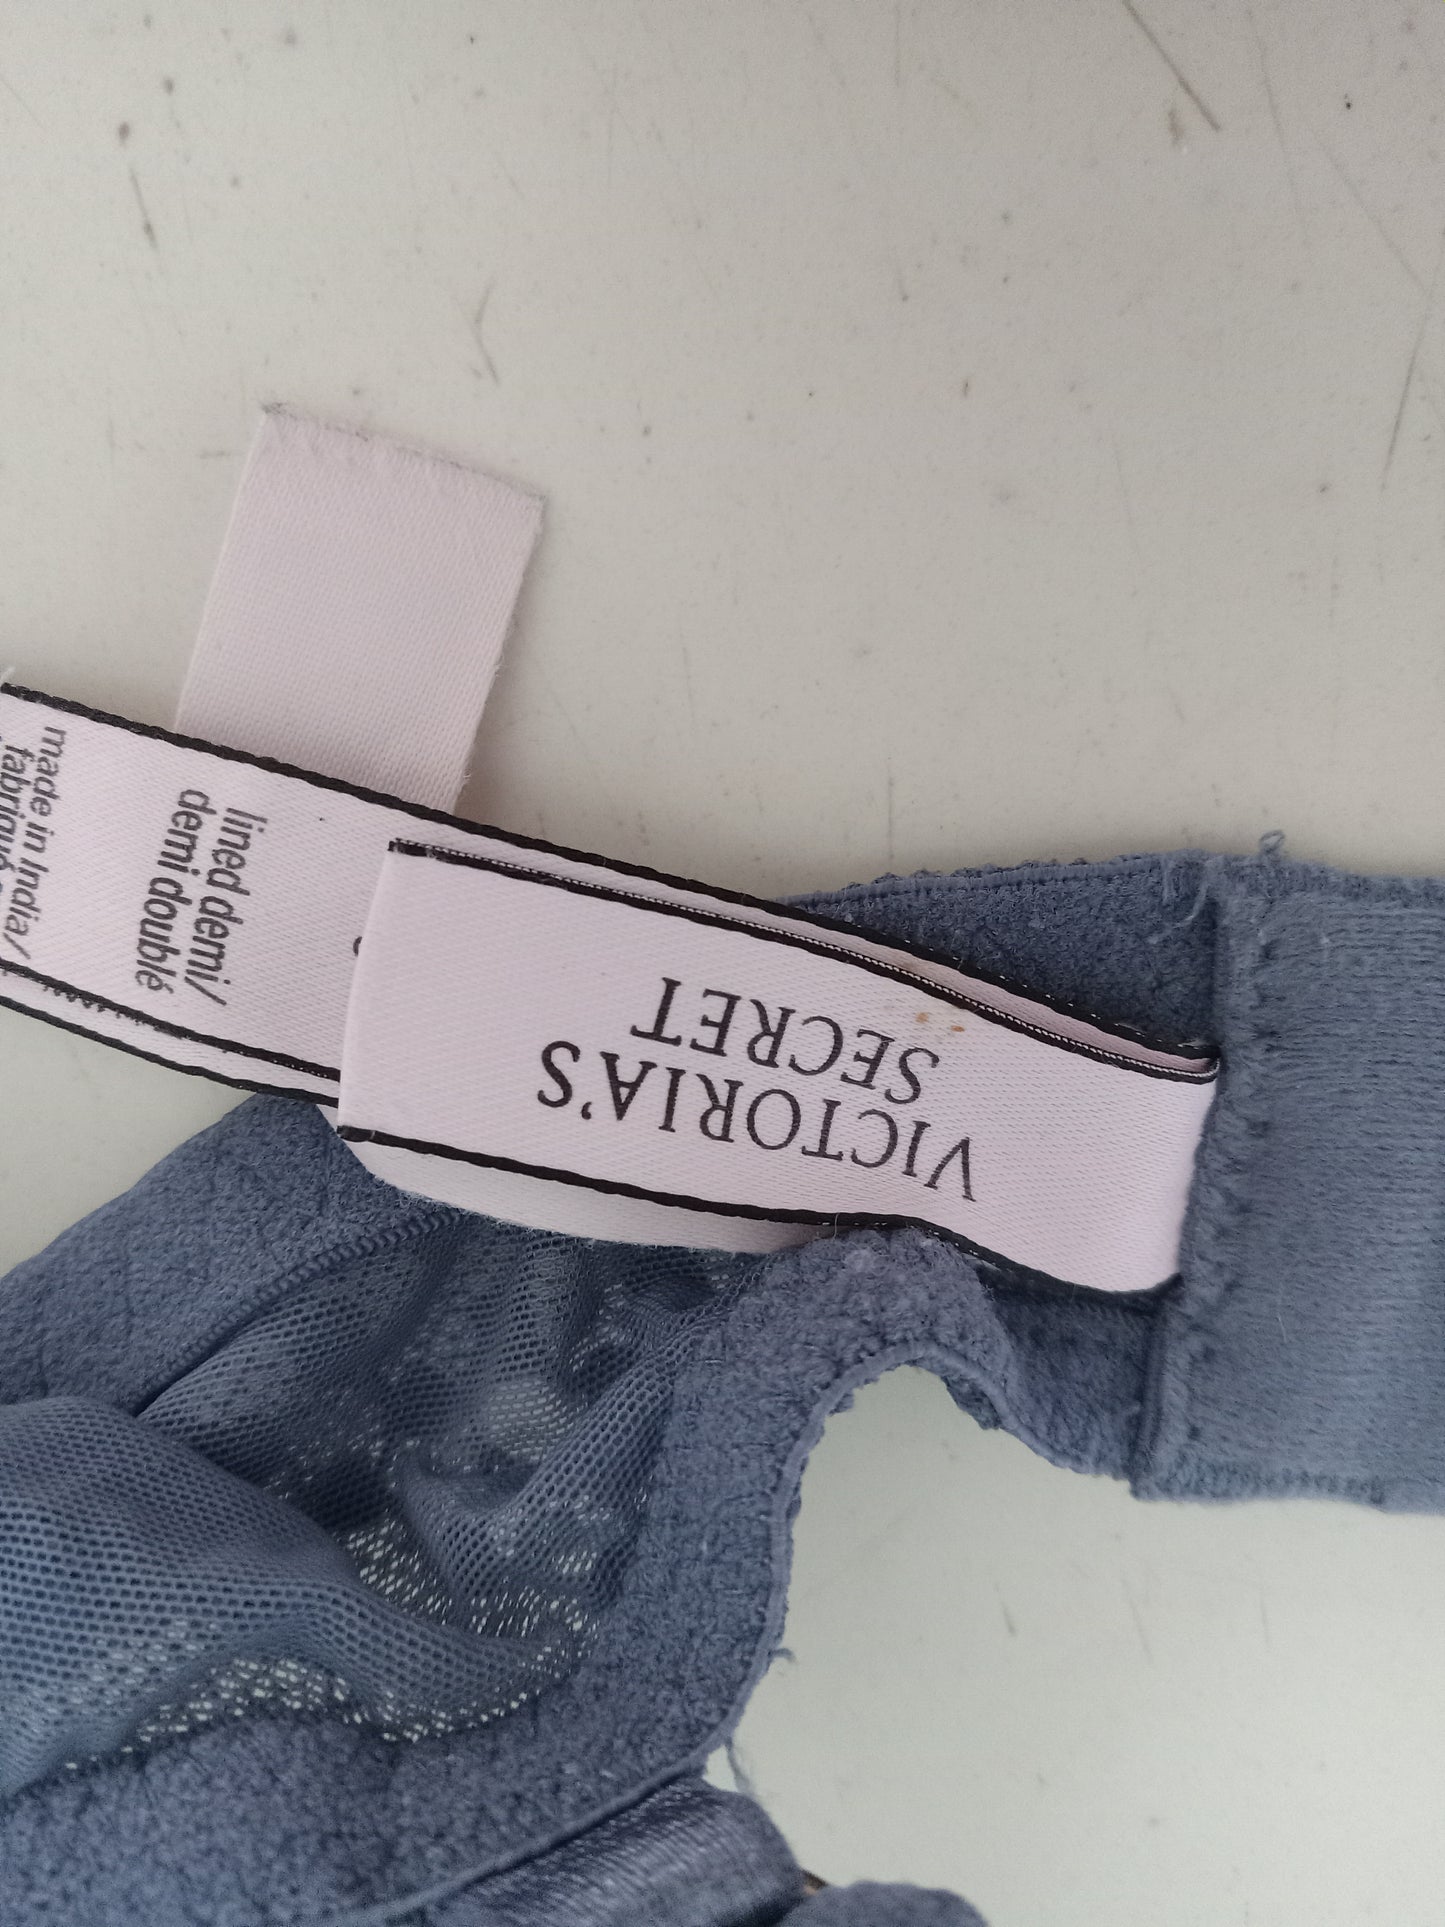 VICTORIA'S
SECRET
lined demi/
demi doublé
made in India/